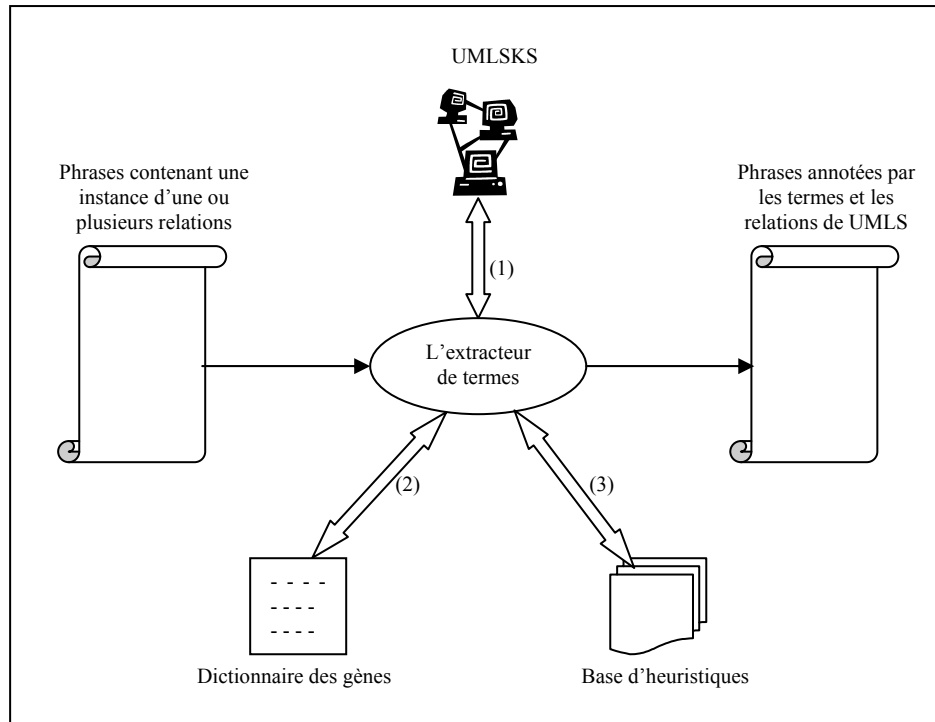 UMLSKS
Phrases contenant une
instance d’une ou
plusieurs relations
Phrases annotées par
les termes et les
relations de UMLS
(1)
L’extracteur
de termes
(2)
(3)
Dictionnaire des gènes
Base d’heuristiques